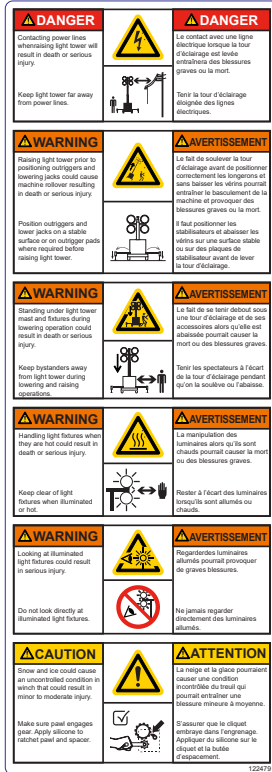 DANGER
Contacting power lines
whenraising light tower will
result in death or serious
injury.
Keep light tower far away
from power lines.
DANGER
Le contact avec une ligne
électrique lorsque la tour
d'éclairage est levée
entraînera des blessures
graves ou la mort.
Tenir la tour d'éclairage
éloignée des lignes
électriques.
WARNING
Raising light tower prior to
positioning outriggers and
lowering jacks could cause
machine rollover resulting
in death or serious injury.
Position outriggers and
lower jacks on a stable
surface or on outrigger pads
where required before
raising light tower.
AVERTISSEMENT
Le fait de soulever la tour
d'éclairage avant de positionner
correctement les longerons et
sans baisser les vérins pourrait
entraîner le basculement de la
machine et provoquer des
blessures graves ou la mort.
Il faut positionner les
stabilisateurs et abaisser les
vérins sur une surface stable
ou sur des plaques de
stabilisateur avant de lever
la tour d'éclairage.
WARNING
Standing under light tower
mast and fixtures during
lowering operation could
result in death or serious
injury.
Keep bystanders away
from light tower during
lowering and raising
operations.
AVERTISSEMENT
Le fait de se tenir debout sous
une tour d'éclairage et de ses
accessoires alors qu'elle est
abaissée pourrait causer la
mort ou des blessures graves.
Tenir les spectateurs à l'écart
de la tour d'éclairage pendant
qu'on la soulève ou l'abaisse.
WARNING
Handling light fixtures when
they are hot could result in
death or serious injury.
Keep clear of light
fixtures when illuminated
or hot.
AVERTISSEMENT
La manipulation des
luminaires alors qu'ils sont
chauds pourrait causer la mort
ou des blessures graves.
Rester à l'écart des luminaires
lorsqu'ils sont allumés ou
chauds.
WARNING
Looking at illuminated
light fixtures could result
in serious injury.
Do not look directly at
illuminated light fixtures.
AVERTISSEMENT
Regarderdes luminaires
allumés pourrait provoquer
de graves blessures.
Ne jamais regarder
directement des luminaires
allumés.
CAUTION
Snow and ice could cause
an uncontrolled condition in
winch that could result in
minor to moderate injury.
Make sure pawl engages
gear. Apply silicone to
ratchet pawl and spacer.
ATTENTION
La neige et la glace pourraient
causer une condition
incontrôlée du treuil qui
pourrait entraîner une
blessure mineure à moyenne.
S'assurer que le cliquet
embraye dans l'engrenage.
Appliquer du silicone sur le
cliquet et la butée
d'espacement.
122479